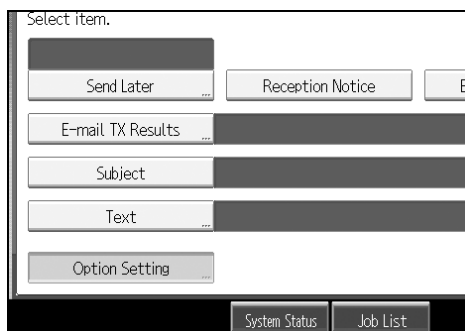 Select item.
Send Later Reception Notice
E-mail TX Results
Subject
Text
Option Setting
System Status Job List